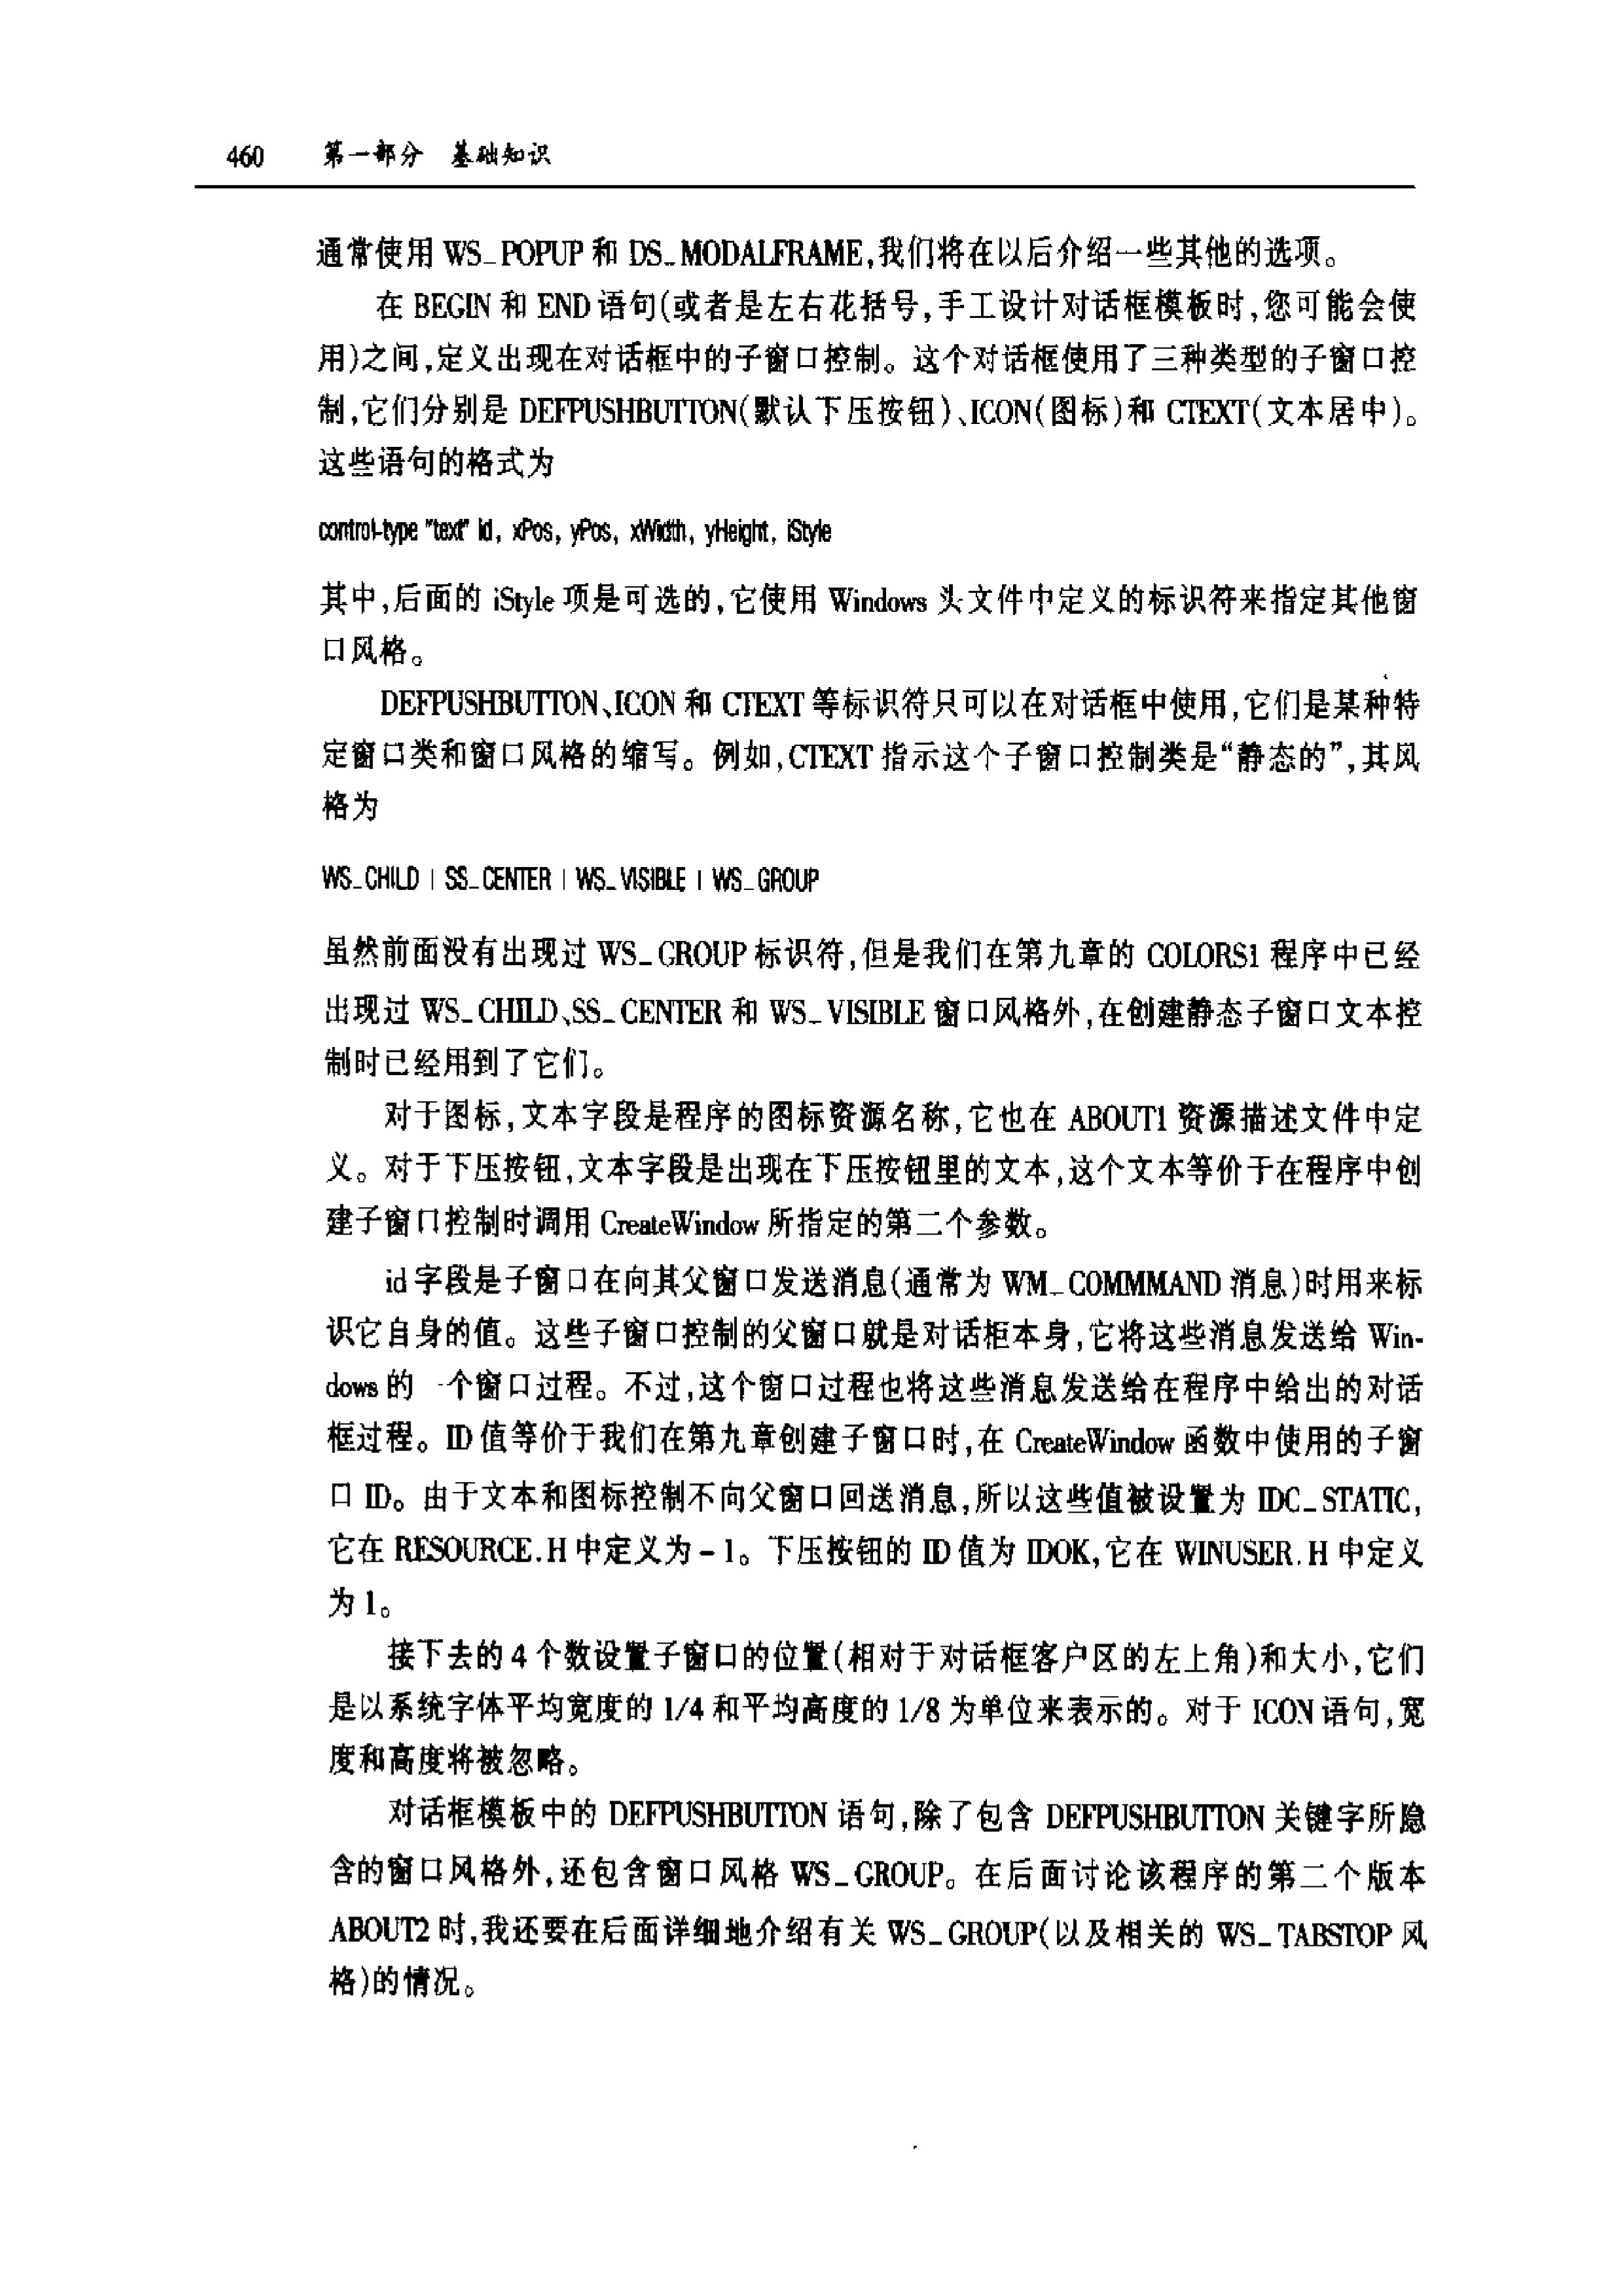 460 第一部分 基础知识
通常使用 WS_POPUP 和 DS_MODALFRAME,我们将在以后介绍一些其他的选项。
在 BEGIN 和 END 语句(或者是左右花括号,手工设计对话框模板时,您可能会使
用)之间,定义出现在对话框中的子窗口控制。这个对话框使用了三种类型的子窗口控
制,它们分别是 DEFPUSHBUTTON(默认下压按钮)、ICON(图标)和 CTEXT(文本居中)。
这些语句的格式为
control-type "text" id, xPos, yPos, xWidth, yHeight, iStyle
其中,后面的 iStyle 项是可选的,它使用 Windows 头文件中定义的标识符来指定其他窗
口风格。
DEFPUSHBUTTON、ICON 和 CTEXT 等标识符只可以在对话框中使用,它们是某种特
定窗口类和窗口风格的缩写。例如,CTEXT 指示这个子窗口控制类是“静态的”,其风
格为
WS_CHILD | SS_CENTER | WS_VISIBLE | WS_GROUP
虽然前面没有出现过 WS_GROUP 标识符,但是我们在第九章的 COLORS1 程序中已经
出现过 WS_CHILD、SS_CENTER 和 WS_VISIBLE 窗口风格外,在创建静态子窗口文本控
制时已经用到了它们。
对于图标,文本字段是程序的图标资源名称,它也在 ABOUT1 资源描述文件中定
义。对于下压按钮,文本字段是出现在下压按钮里的文本,这个文本等价于在程序中创
建子窗口控制时调用 CreateWindow 所指定的第二个参数。
id 字段是子窗口在向其父窗口发送消息(通常为 WM_COMMMAND 消息)时用来标
识它自身的值。这些子窗口控制的父窗口就是对话柜本身,它将这些消息发送给 Win-
dows 的一个窗口过程。不过,这个窗口过程也将这些消息发送给在程序中给出的对话
框过程。ID 值等价于我们在第九章创建子窗口时,在 CreateWindow 函数中使用的子窗
口 ID。由于文本和图标控制不向父窗口回送消息,所以这些值被设置为 IDC_STATIC,
它在 RESOURCE.H 中定义为 -1。下压按钮的 ID 值为 IDOK,它在 WINUSER.H 中定义
为 1。
接下去的 4 个数设置子窗口的位置(相对于对话框客户区的左上角)和大小,它们
是以系统字体平均宽度的 1/4 和平均高度的 1/8 为单位来表示的。对于 ICON 语句,宽
度和高度将被忽略。
对话框模板中的 DEFPUSHBUTTON 语句,除了包含 DEFPUSHBUTTON 关键字所隐
含的窗口风格外,还包含窗口风格 WS_GROUP。在后面讨论该程序的第二个版本
ABOUT2 时,我还要在后面详细地介绍有关 WS_GROUP(以及相关的 WS_TABSTOP 风
格)的情况。